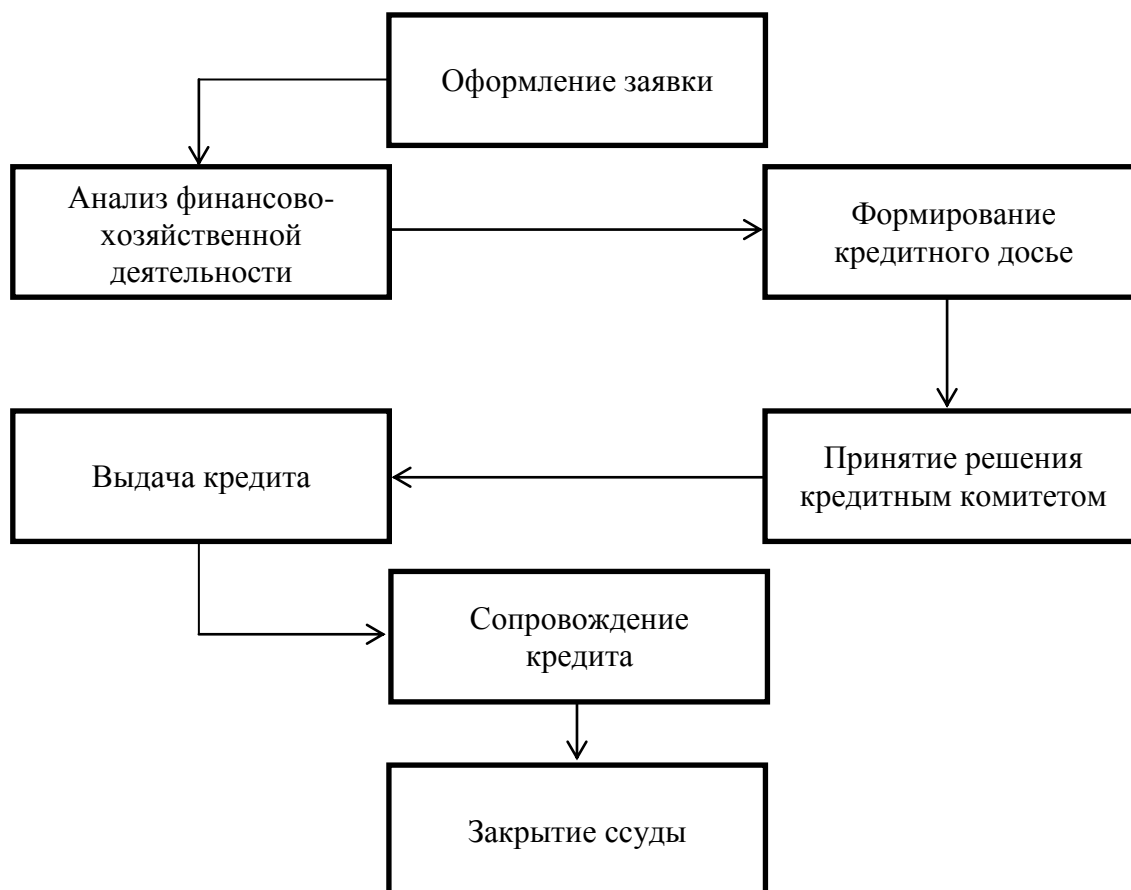 Оформление заявки
Анализ финансово-
хозяйственной
деятельности
Формирование
кредитного досье
Принятие решения
кредитным комитетом
Выдача кредита
Сопровождение
кредита
Закрытие ссуды